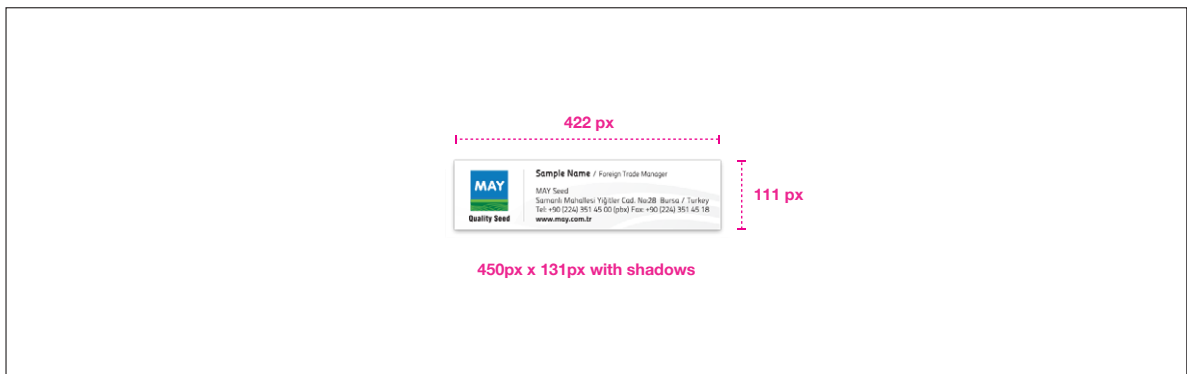 422 px
MAY
Quality Seed
Sample Name / Foreign Trade Manager
MAY Seed
Samanlı Mahallesi Yiğitler Cad. No:28 Bursa / Turkey
Tel: +90 (224) 351 45 00 (pbx) Fax: +90 (224) 351 45 18
www.may.com.tr
111 px
450px x 131px with shadows